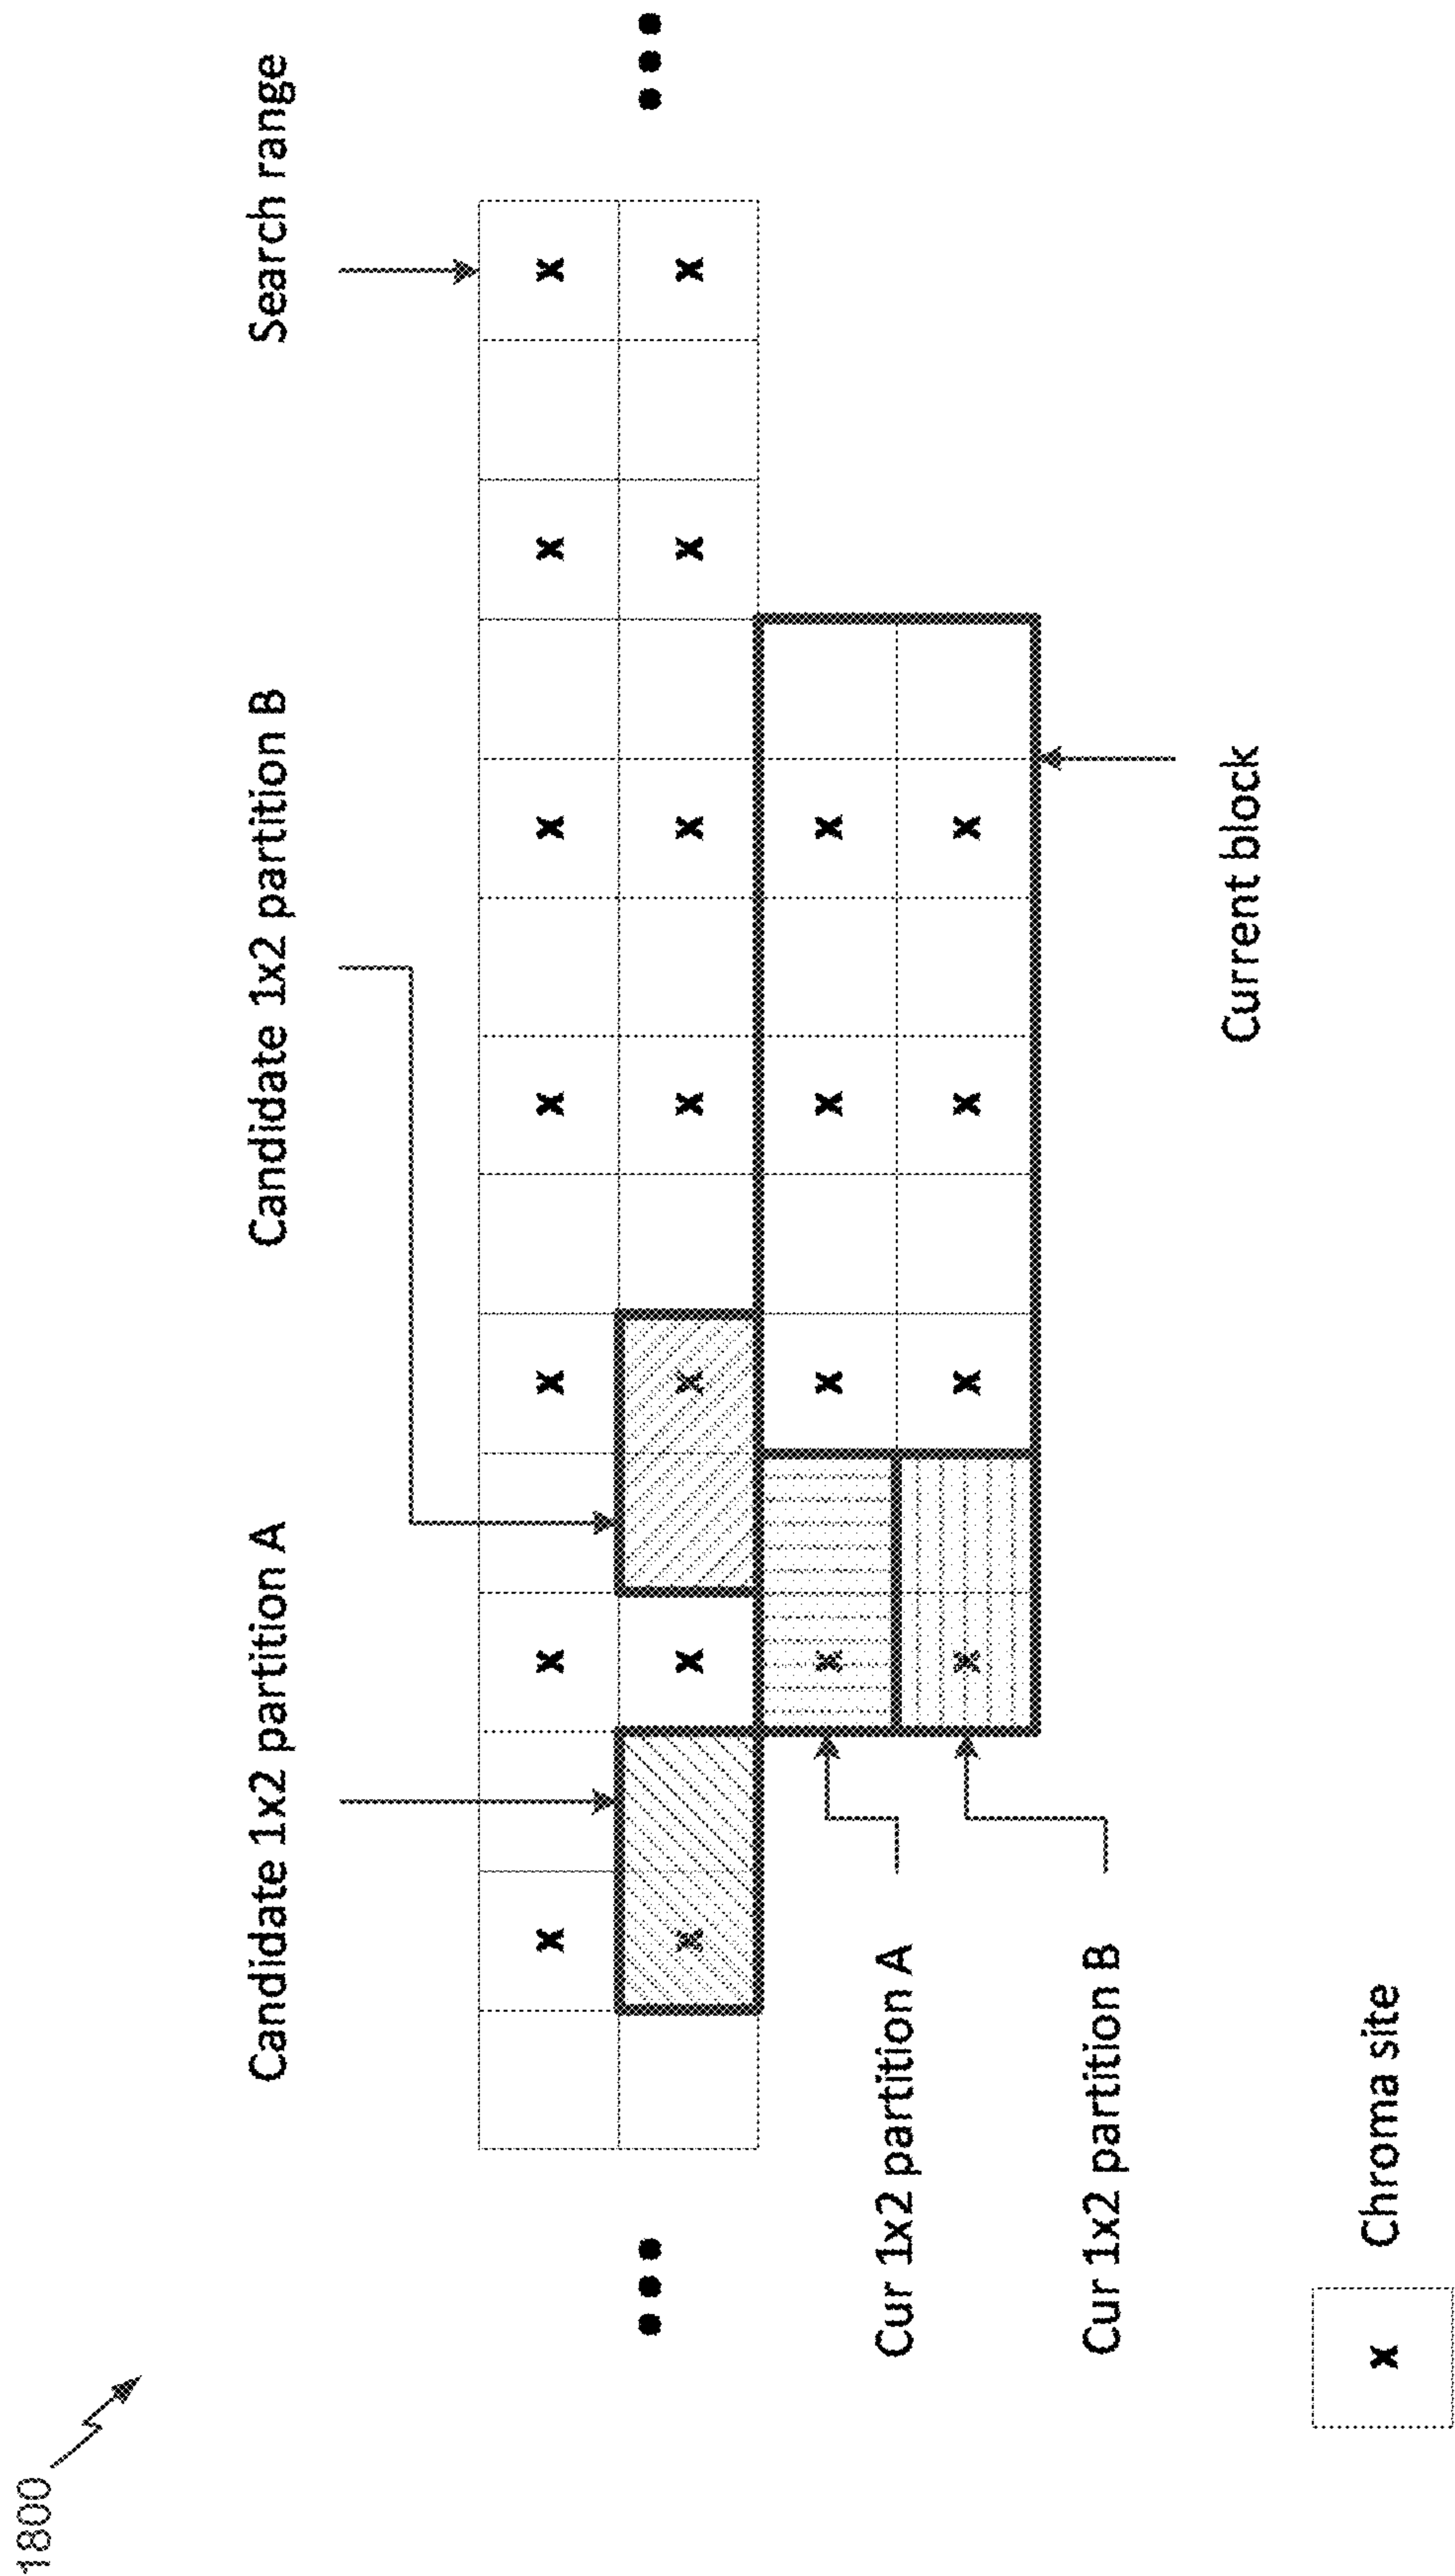 1800
Candidate 1x2 partition A
Candidate 1x2 partition B
Search range
x x x x x x x
x x x x x x x
x x x x
x x x x
Cur 1x2 partition A
Cur 1x2 partition B
Current block
x Chroma site